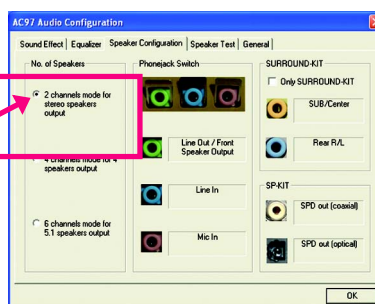 AC97 Audio Configuration
Sound Effect | Equalizer | Speaker Configuration | Speaker Test | General
No. of Speakers
2 channels mode for
stereo speakers
output
4 channels mode for 4
speakers output
6 channels mode for
5.1 speakers output
Phonejack Switch
Line Out / Front
Speaker Output
Line In
Mic In
SURROUND-KIT
Only SURROUND-KIT
SUB/Center
Rear R/L
SP-KIT
SPD out (coaxial)
SPD out (optical)
OK